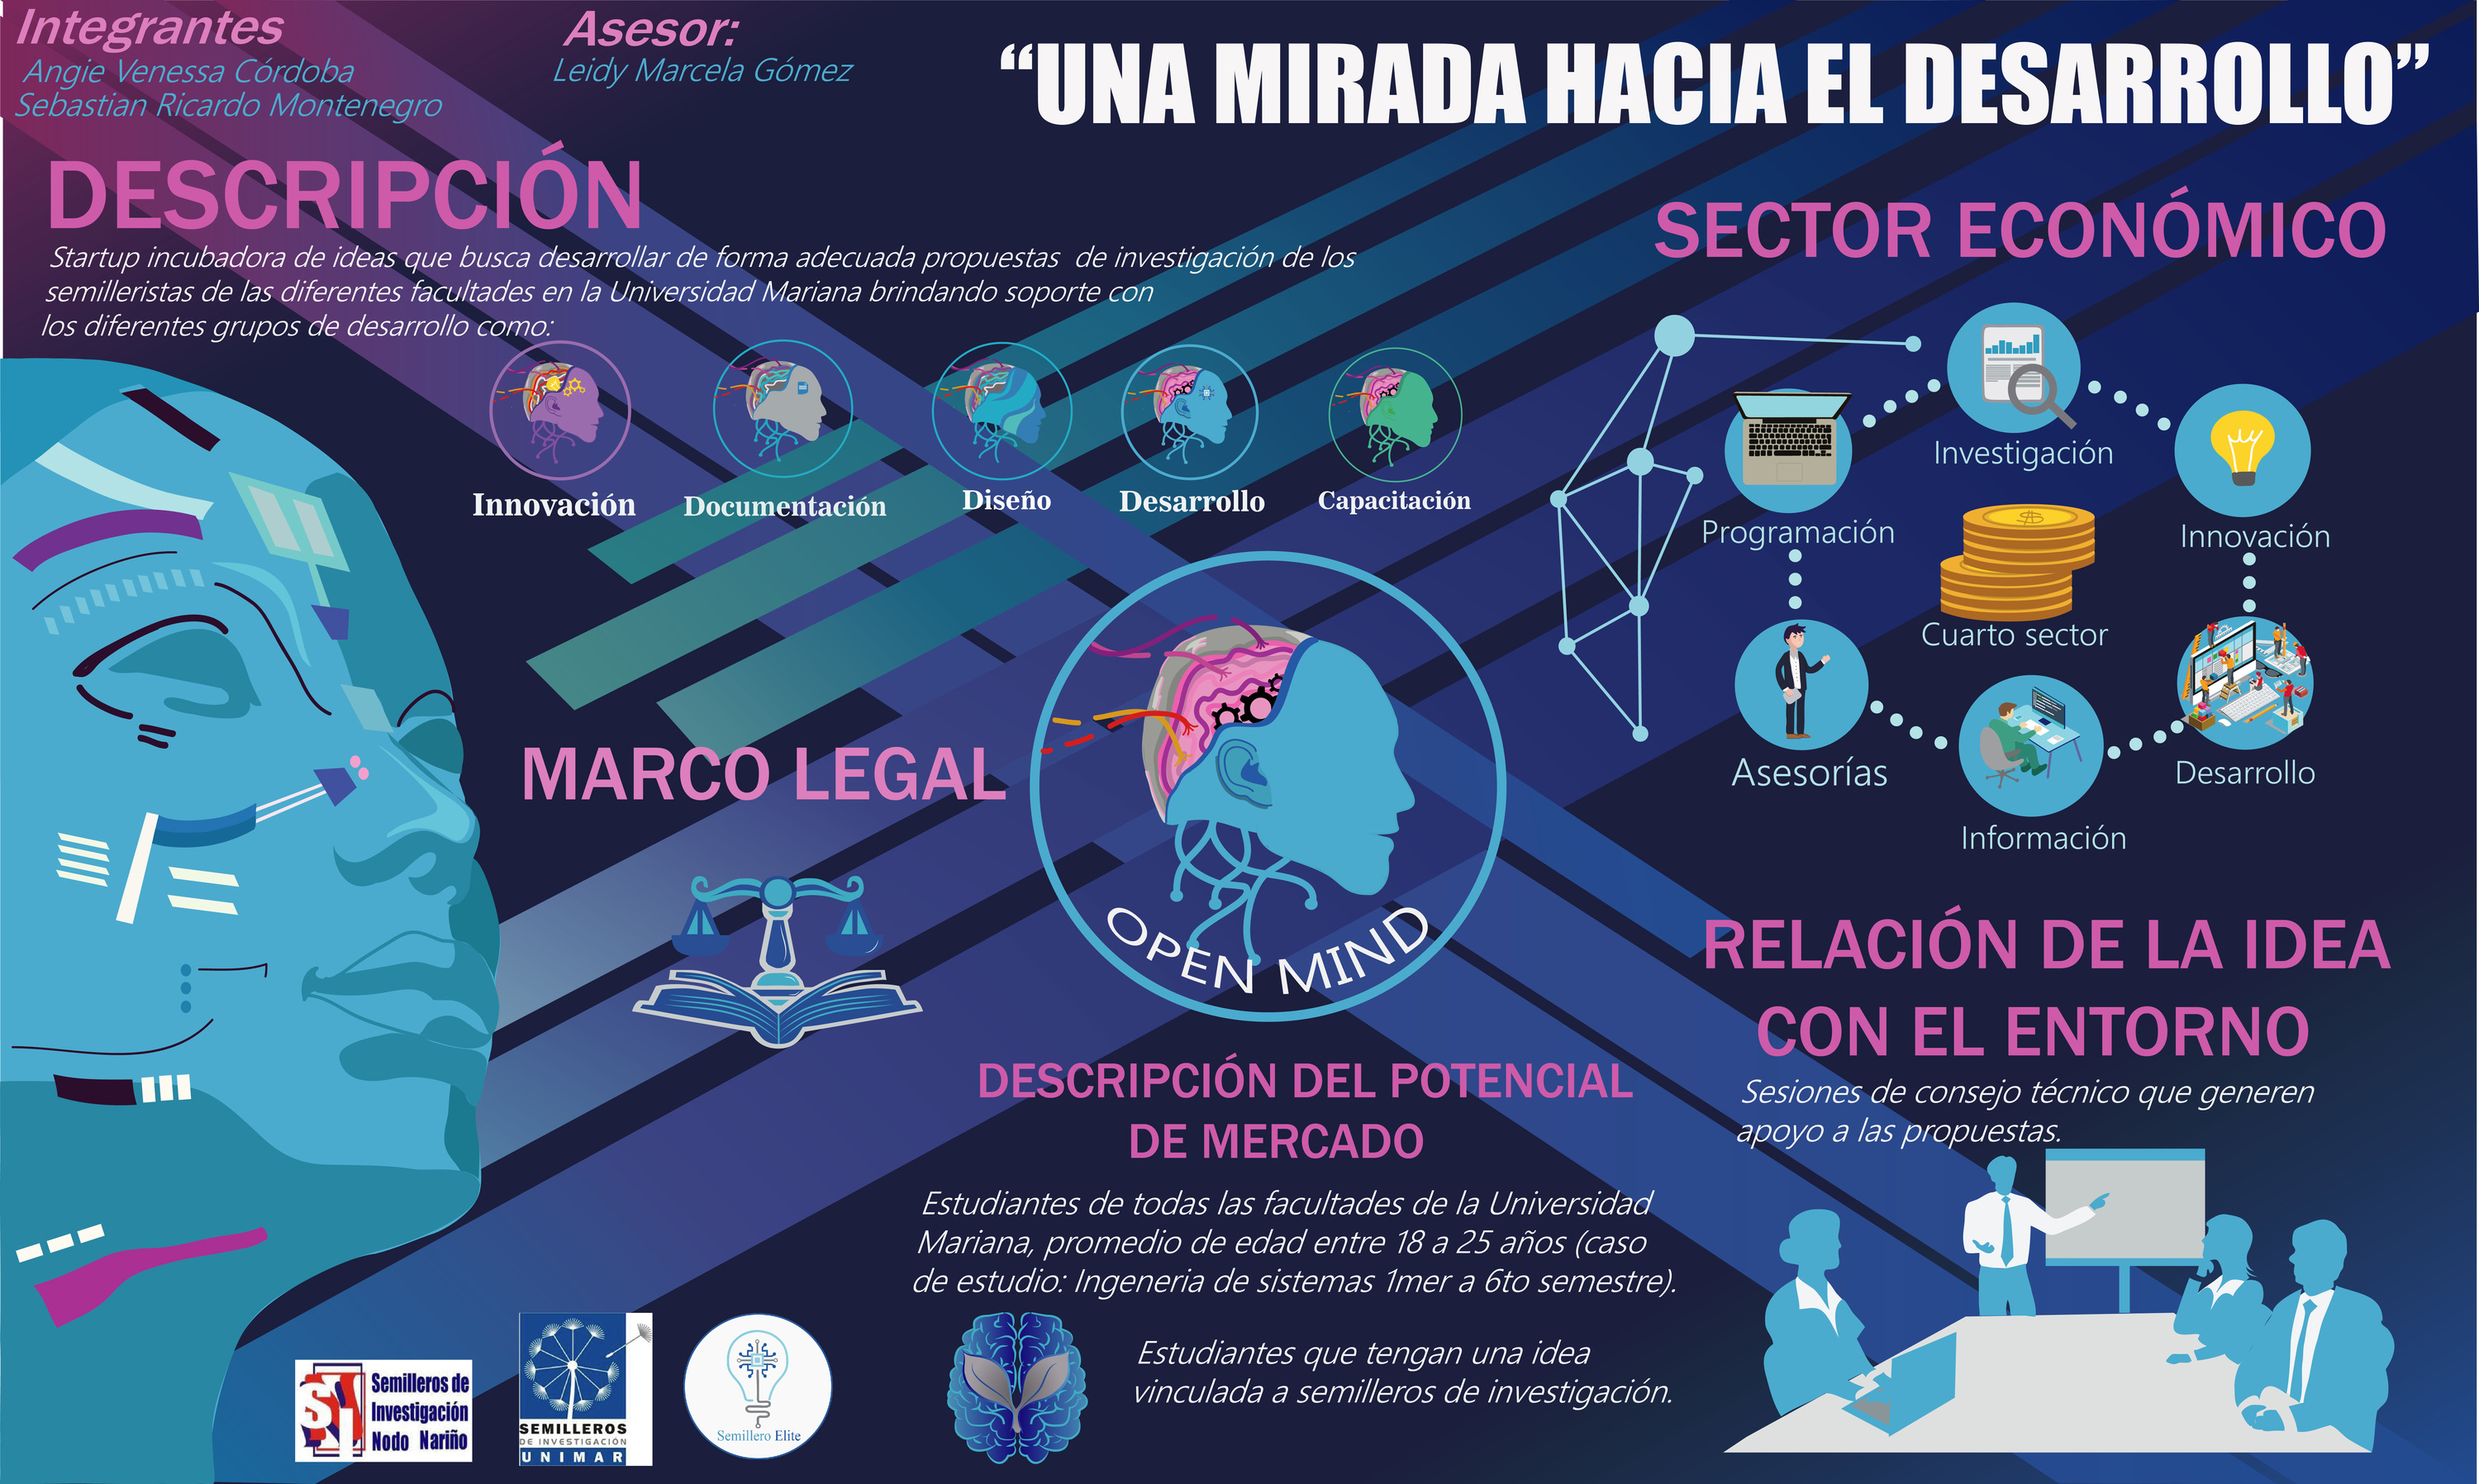 Integrantes
Angie Venessa Córdoba
Sebastian Ricardo Montenegro
Asesor:
Leidy Marcela Gómez
“UNA MIRADA HACIA EL DESARROLLO”
DESCRIPCIÓN
Startup incubadora de ideas que busca desarrollar de forma adecuada propuestas de investigación de los
semilleristas de las diferentes facultades en la Universidad Mariana brindando soporte con
los diferentes grupos de desarrollo como:
Innovación
Documentación
Diseño
Desarrollo
Capacitación
SECTOR ECONÓMICO
Investigación
Programación
Innovación
Cuarto sector
Asesorías
Desarrollo
Información
MARCO LEGAL
OPEN MIND
RELACIÓN DE LA IDEA
CON EL ENTORNO
Sesiones de consejo técnico que generen
apoyo a las propuestas.
DESCRIPCIÓN DEL POTENCIAL
DE MERCADO
Estudiantes de todas las facultades de la Universidad
Mariana, promedio de edad entre 18 a 25 años (caso
de estudio: Ingeneria de sistemas 1mer a 6to semestre).
Estudiantes que tengan una idea
vinculada a semilleros de investigación.
SI
Semilleros de
Investigación
Nodo Nariño
SEMILLEROS
DE INVESTIGACIÓN
UNIMAR
Semillero Elite